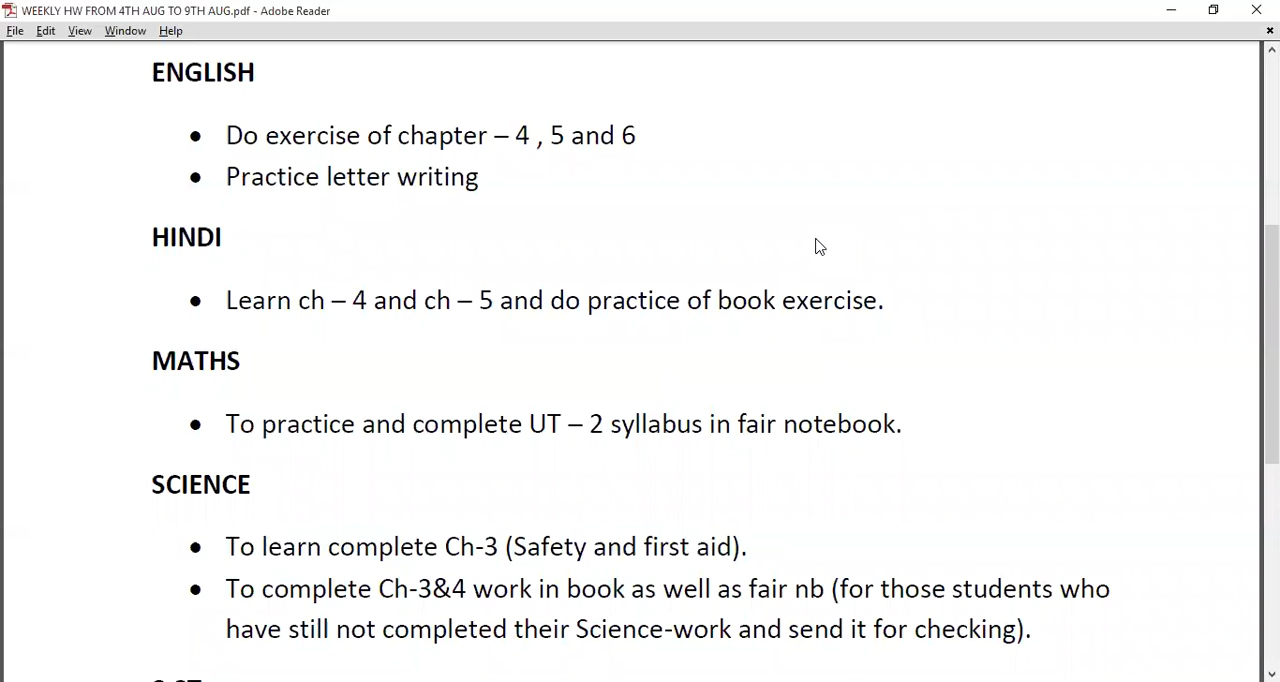 WEEKLY HW FROM 4TH AUG TO 9TH AUG.pdf - Adobe Reader
File Edit View Window Help
ENGLISH
• Do exercise of chapter – 4 , 5 and 6
• Practice letter writing
HINDI
• Learn ch – 4 and ch – 5 and do practice of book exercise.
MATHS
• To practice and complete UT – 2 syllabus in fair notebook.
SCIENCE
• To learn complete Ch-3 (Safety and first aid).
• To complete Ch-3&4 work in book as well as fair nb (for those students who
have still not completed their Science-work and send it for checking).